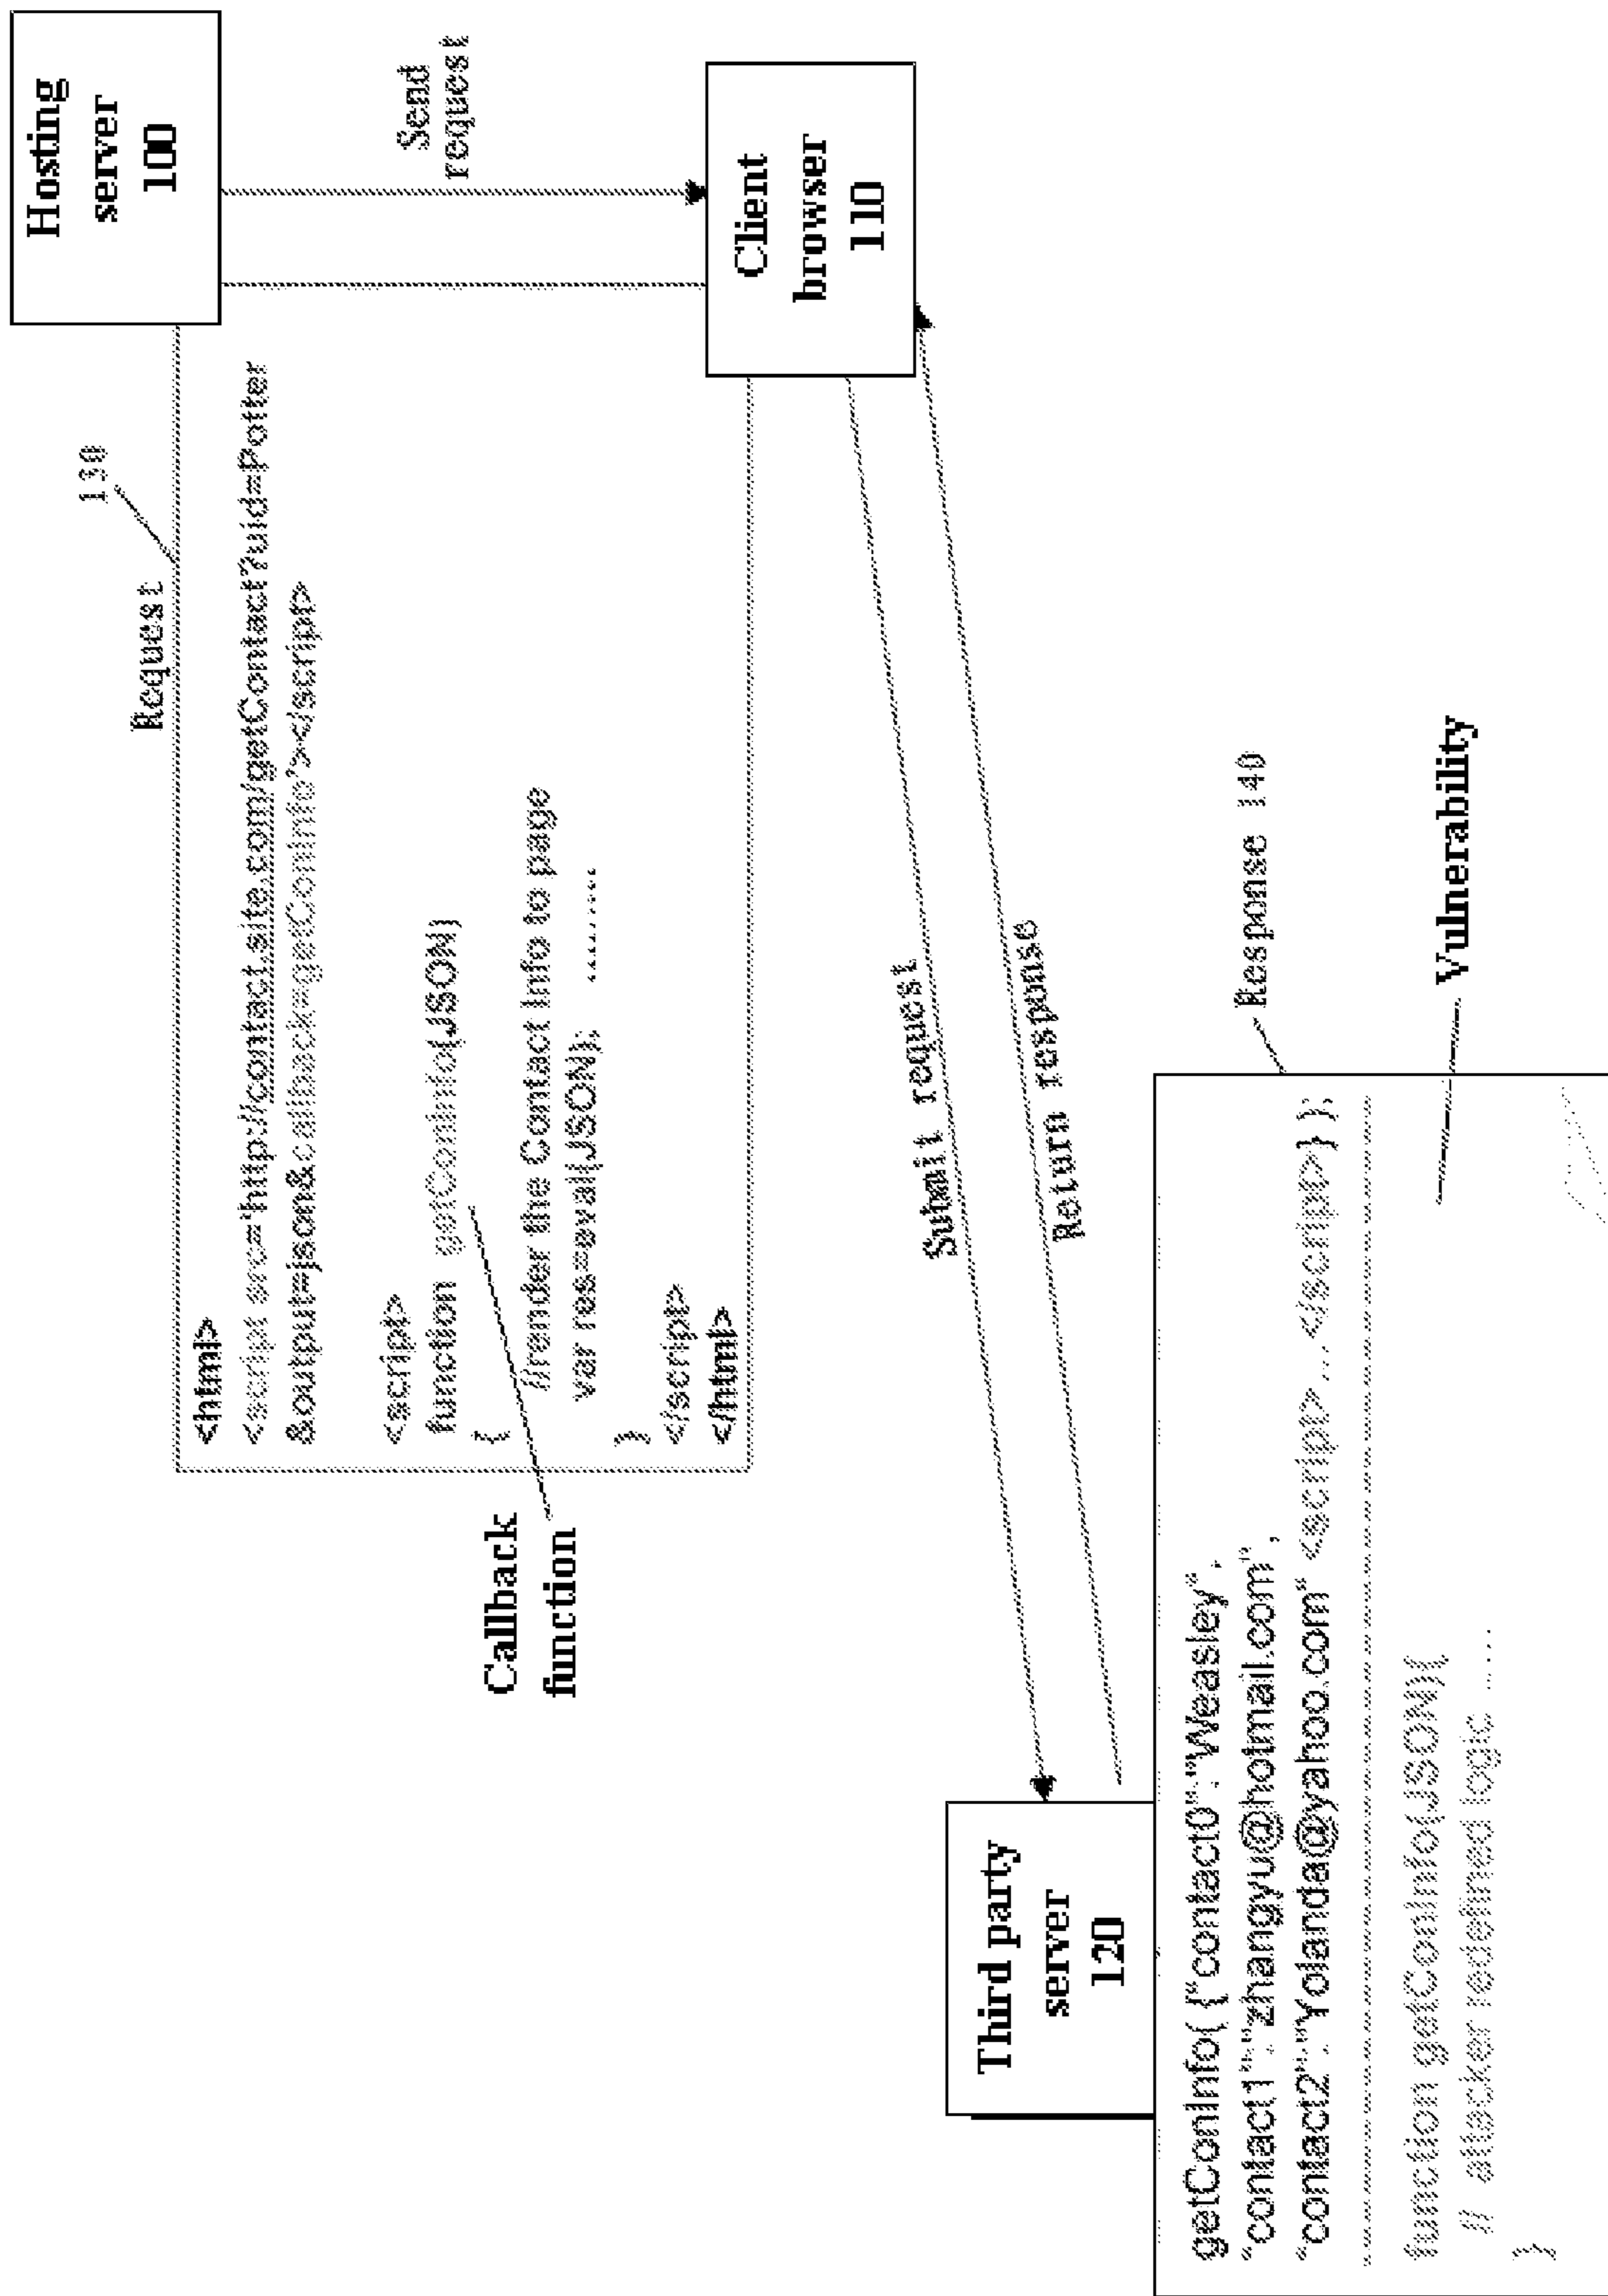 Hosting
server
100
Send
request
Client
browser
110
Request
130
<html>
<script src='http://contact.site.com/getContact?uid=Potter
&output=json&callback=getConInfo'></script>
<script>
function getConInfo(JSON)
{
//render the Contact Info to page
var res=eval(JSON); .........
}
</script>
</html>
Callback
function
Submit request
Return response
Third party
server
120
Response 140
Vulnerability
getConInfo( {"contact0":"Weasley",
"contact1":"zhangyu@hotmail.com",
"contact2":"Yolanda@yahoo.com" <script>...</script>} );
function getConInfo(JSON){
// attacker redefined logic .....
}